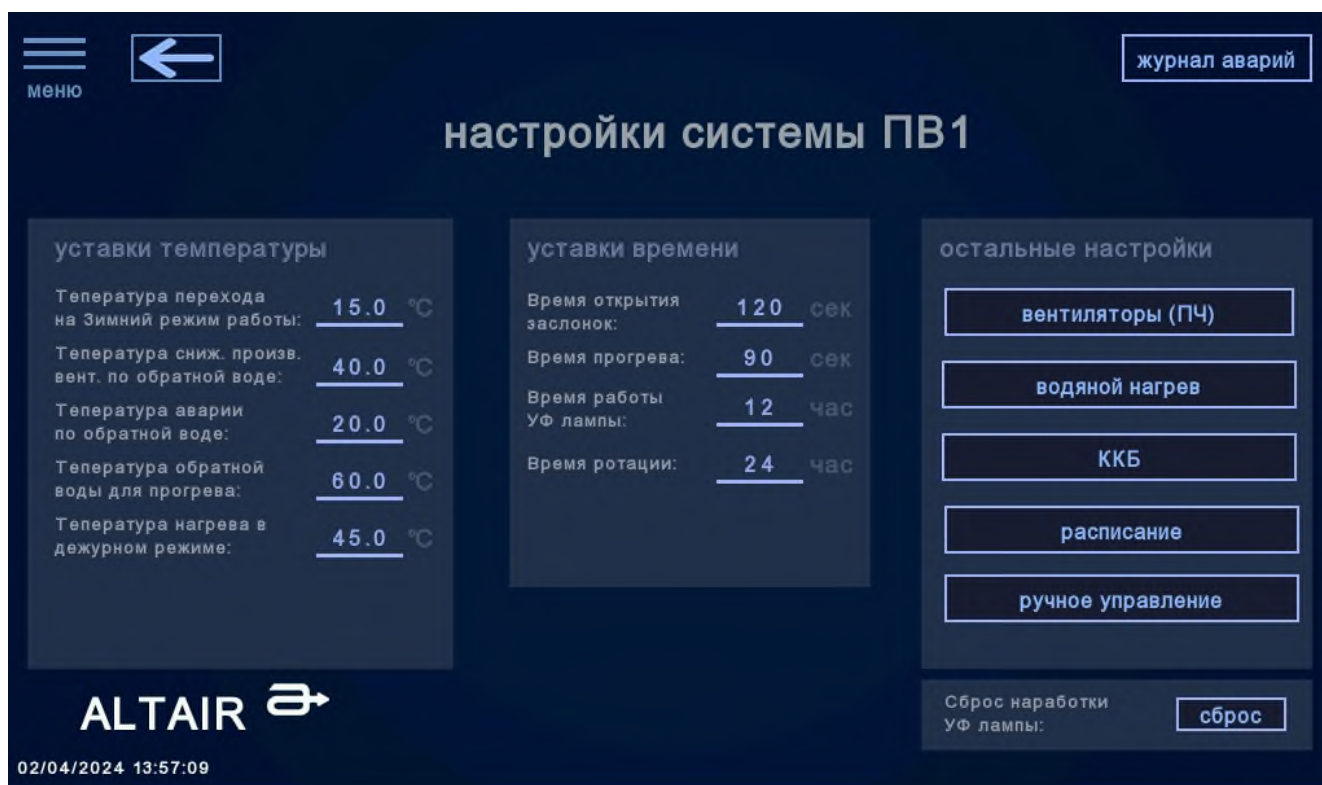 меню
журнал аварий
настройки системы ПВ1
уставки температуры
Тепература перехода
на Зимний режим работы: 15.0 °C
Тепература сниж. произв.
вент. по обратной воде: 40.0 °C
Тепература аварии
по обратной воде: 20.0 °C
Тепература обратной
воды для прогрева: 60.0 °C
Тепература нагрева в
дежурном режиме: 45.0 °C
уставки времени
Время открытия
заслонок: 120 сек
Время прогрева: 90 сек
Время работы
УФ лампы: 12 час
Время ротации: 24 час
остальные настройки
вентиляторы (ПЧ)
водяной нагрев
ККБ
расписание
ручное управление
Сброс наработки
УФ лампы:
сброс
ALTAIR
02/04/2024 13:57:09